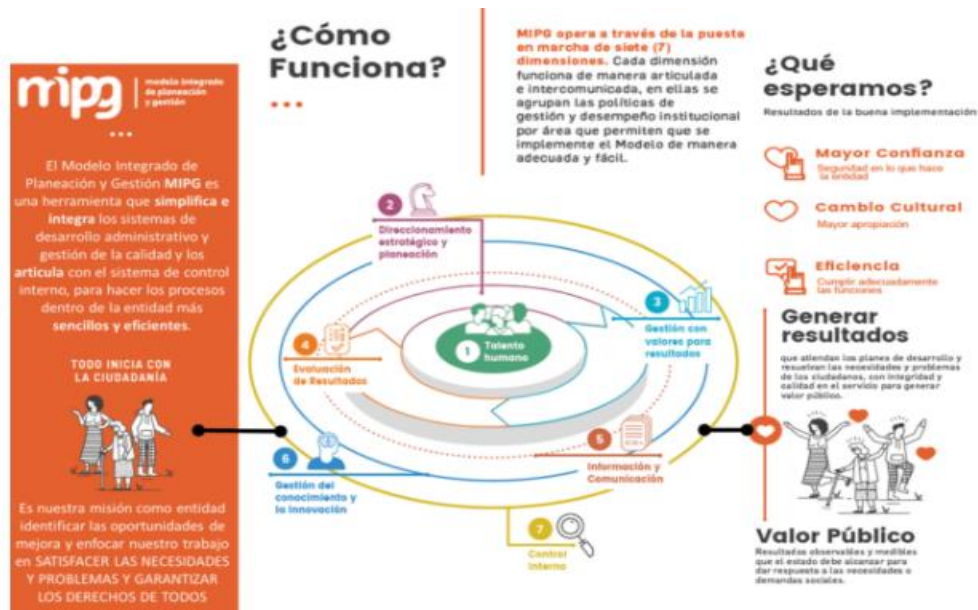 mipg
modelo integrado
de planeación
y gestión
El Modelo Integrado de
Planeación y Gestión MIPG es
una herramienta que simplifica e
integra los sistemas de
desarrollo administrativo y
gestión de la calidad y los
articula con el sistema de control
interno, para hacer los procesos
dentro de la entidad más
sencillos y eficientes.
TODO INICIA CON
LA CIUDADANÍA
Es nuestra misión como entidad
identificar las oportunidades de
mejora y enfocar nuestro trabajo
en SATISFACER LAS NECESIDADES
Y PROBLEMAS Y GARANTIZAR
LOS DERECHOS DE TODOS
¿Cómo
Funciona?
MIPG opera a través de la puesta
en marcha de siete (7)
dimensiones. Cada dimensión
funciona de manera articulada
e intercomunicada, en ellas se
agrupan las políticas de
gestión y desempeño institucional
por área que permiten que se
implemente el Modelo de manera
adecuada y fácil.
2
Direccionamiento
estratégico y
planeación
3
Gestión con
valores para
resultados
1
Talento
humano
4
Evaluación
de Resultados
5
Información y
Comunicación
6
Gestión del
conocimiento y
la innovación
7
Control
Interno
¿Qué
esperamos?
Resultados de la buena implementación
Mayor Confianza
Seguridad en lo que hace
la entidad
Cambio Cultural
Mayor apropiación
Eficiencia
Cumplir adecuadamente
las funciones
Generar
resultados
que atiendan los planes de desarrollo y
resuelvan las necesidades y problemas
de los ciudadanos, con integridad y
calidad en el servicio para generar
valor público.
Valor Público
Resultados observables y medibles
que el estado debe alcanzar para
dar respuesta a las necesidades o
demandas sociales.